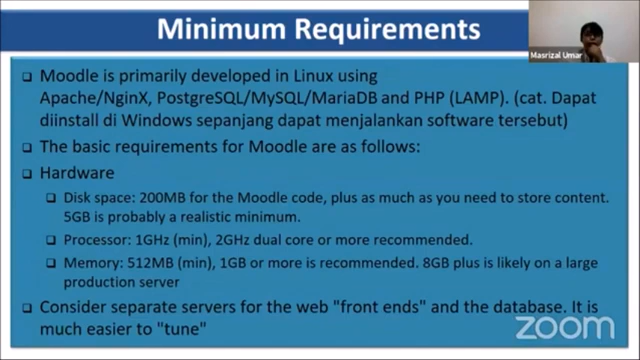 Minimum Requirements
Masrizal Umar
Moodle is primarily developed in Linux using
Apache/NginX, PostgreSQL/MySQL/MariaDB and PHP (LAMP). (cat. Dapat
diinstall di Windows sepanjang dapat menjalankan software tersebut)
The basic requirements for Moodle are as follows:
Hardware
Disk space: 200MB for the Moodle code, plus as much as you need to store content.
5GB is probably a realistic minimum.
Processor: 1GHz (min), 2GHz dual core or more recommended.
Memory: 512MB (min), 1GB or more is recommended. 8GB plus is likely on a large
production server
Consider separate servers for the web "front ends" and the database. It is
much easier to "tune"
zoom